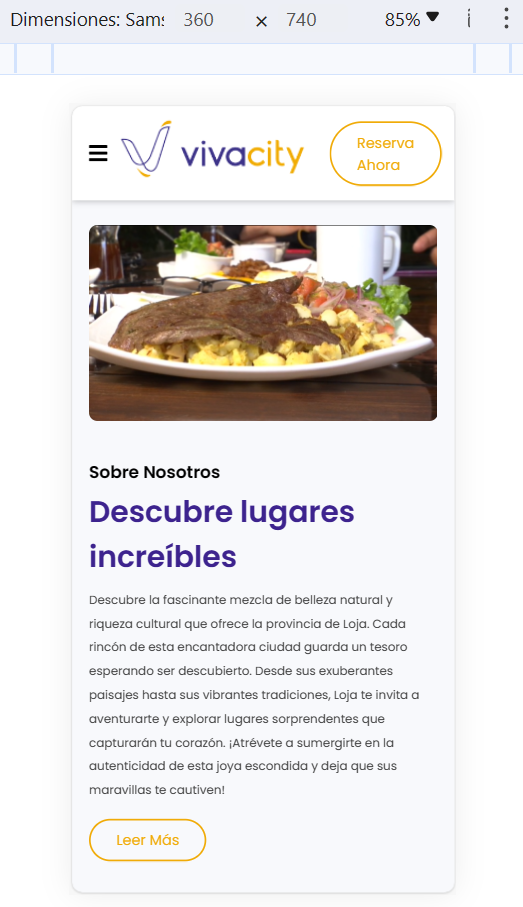 Dimensiones: Sams
360
×
740
85%
vivacity
Reserva
Ahora
Sobre Nosotros
Descubre lugares
increíbles
Descubre la fascinante mezcla de belleza natural y
riqueza cultural que ofrece la provincia de Loja. Cada
rincón de esta encantadora ciudad guarda un tesoro
esperando ser descubierto. Desde sus exuberantes
paisajes hasta sus vibrantes tradiciones, Loja te invita a
aventurarte y explorar lugares sorprendentes que
capturarán tu corazón. ¡Atrévete a sumergirte en la
autenticidad de esta joya escondida y deja que sus
maravillas te cautiven!
Leer Más